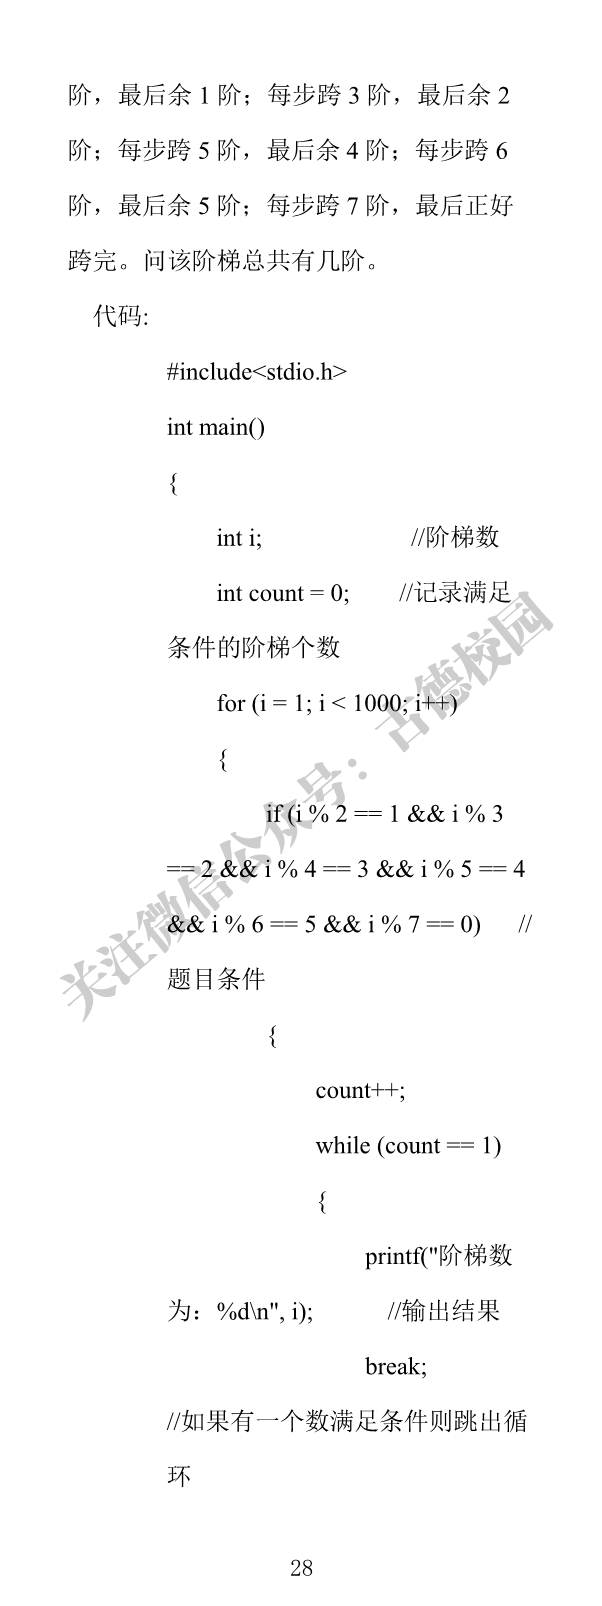 阶，最后余 1 阶；每步跨 3 阶，最后余 2
阶；每步跨 5 阶，最后余 4 阶；每步跨 6
阶，最后余 5 阶；每步跨 7 阶，最后正好
跨完。问该阶梯总共有几阶。
代码:
#include<stdio.h>
int main()
{
int i; //阶梯数
int count = 0; //记录满足
条件的阶梯个数
for (i = 1; i < 1000; i++)
{
if (i % 2 == 1 && i % 3
== 2 && i % 4 == 3 && i % 5 == 4
&& i % 6 == 5 && i % 7 == 0) //
题目条件
{
count++;
while (count == 1)
{
printf("阶梯数
为：%d\n", i); //输出结果
break;
//如果有一个数满足条件则跳出循
环
28
关注微信公众号：古德校园